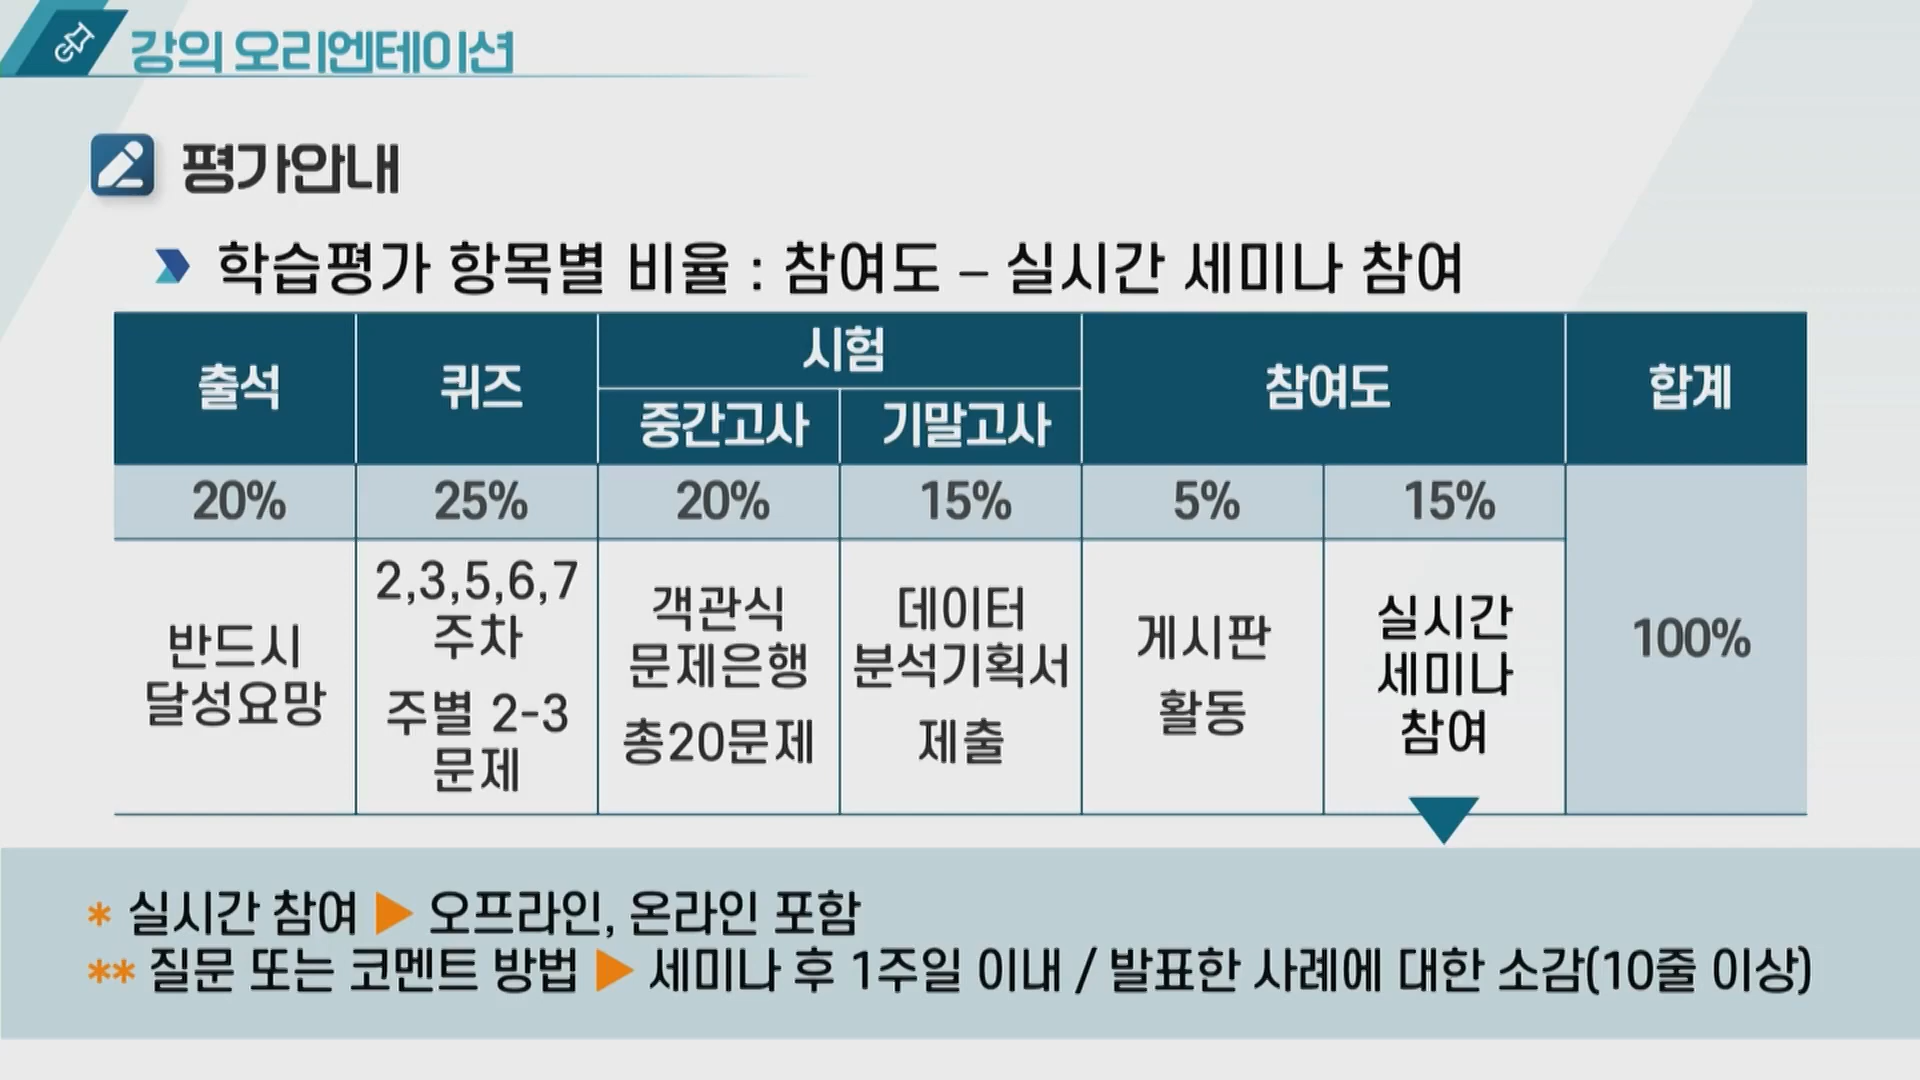 강의 오리엔테이션
평가안내
학습평가 항목별 비율 : 참여도 – 실시간 세미나 참여
출석
퀴즈
시험
중간고사
기말고사
참여도
합계
20%
25%
20%
15%
5%
15%
100%
반드시
달성요망
2,3,5,6,7
주차
주별 2-3
문제
객관식
문제은행
총20문제
데이터
분석기획서
제출
게시판
활동
실시간
세미나
참여
* 실시간 참여 ▶ 오프라인, 온라인 포함
** 질문 또는 코멘트 방법 ▶ 세미나 후 1주일 이내 / 발표한 사례에 대한 소감(10줄 이상)